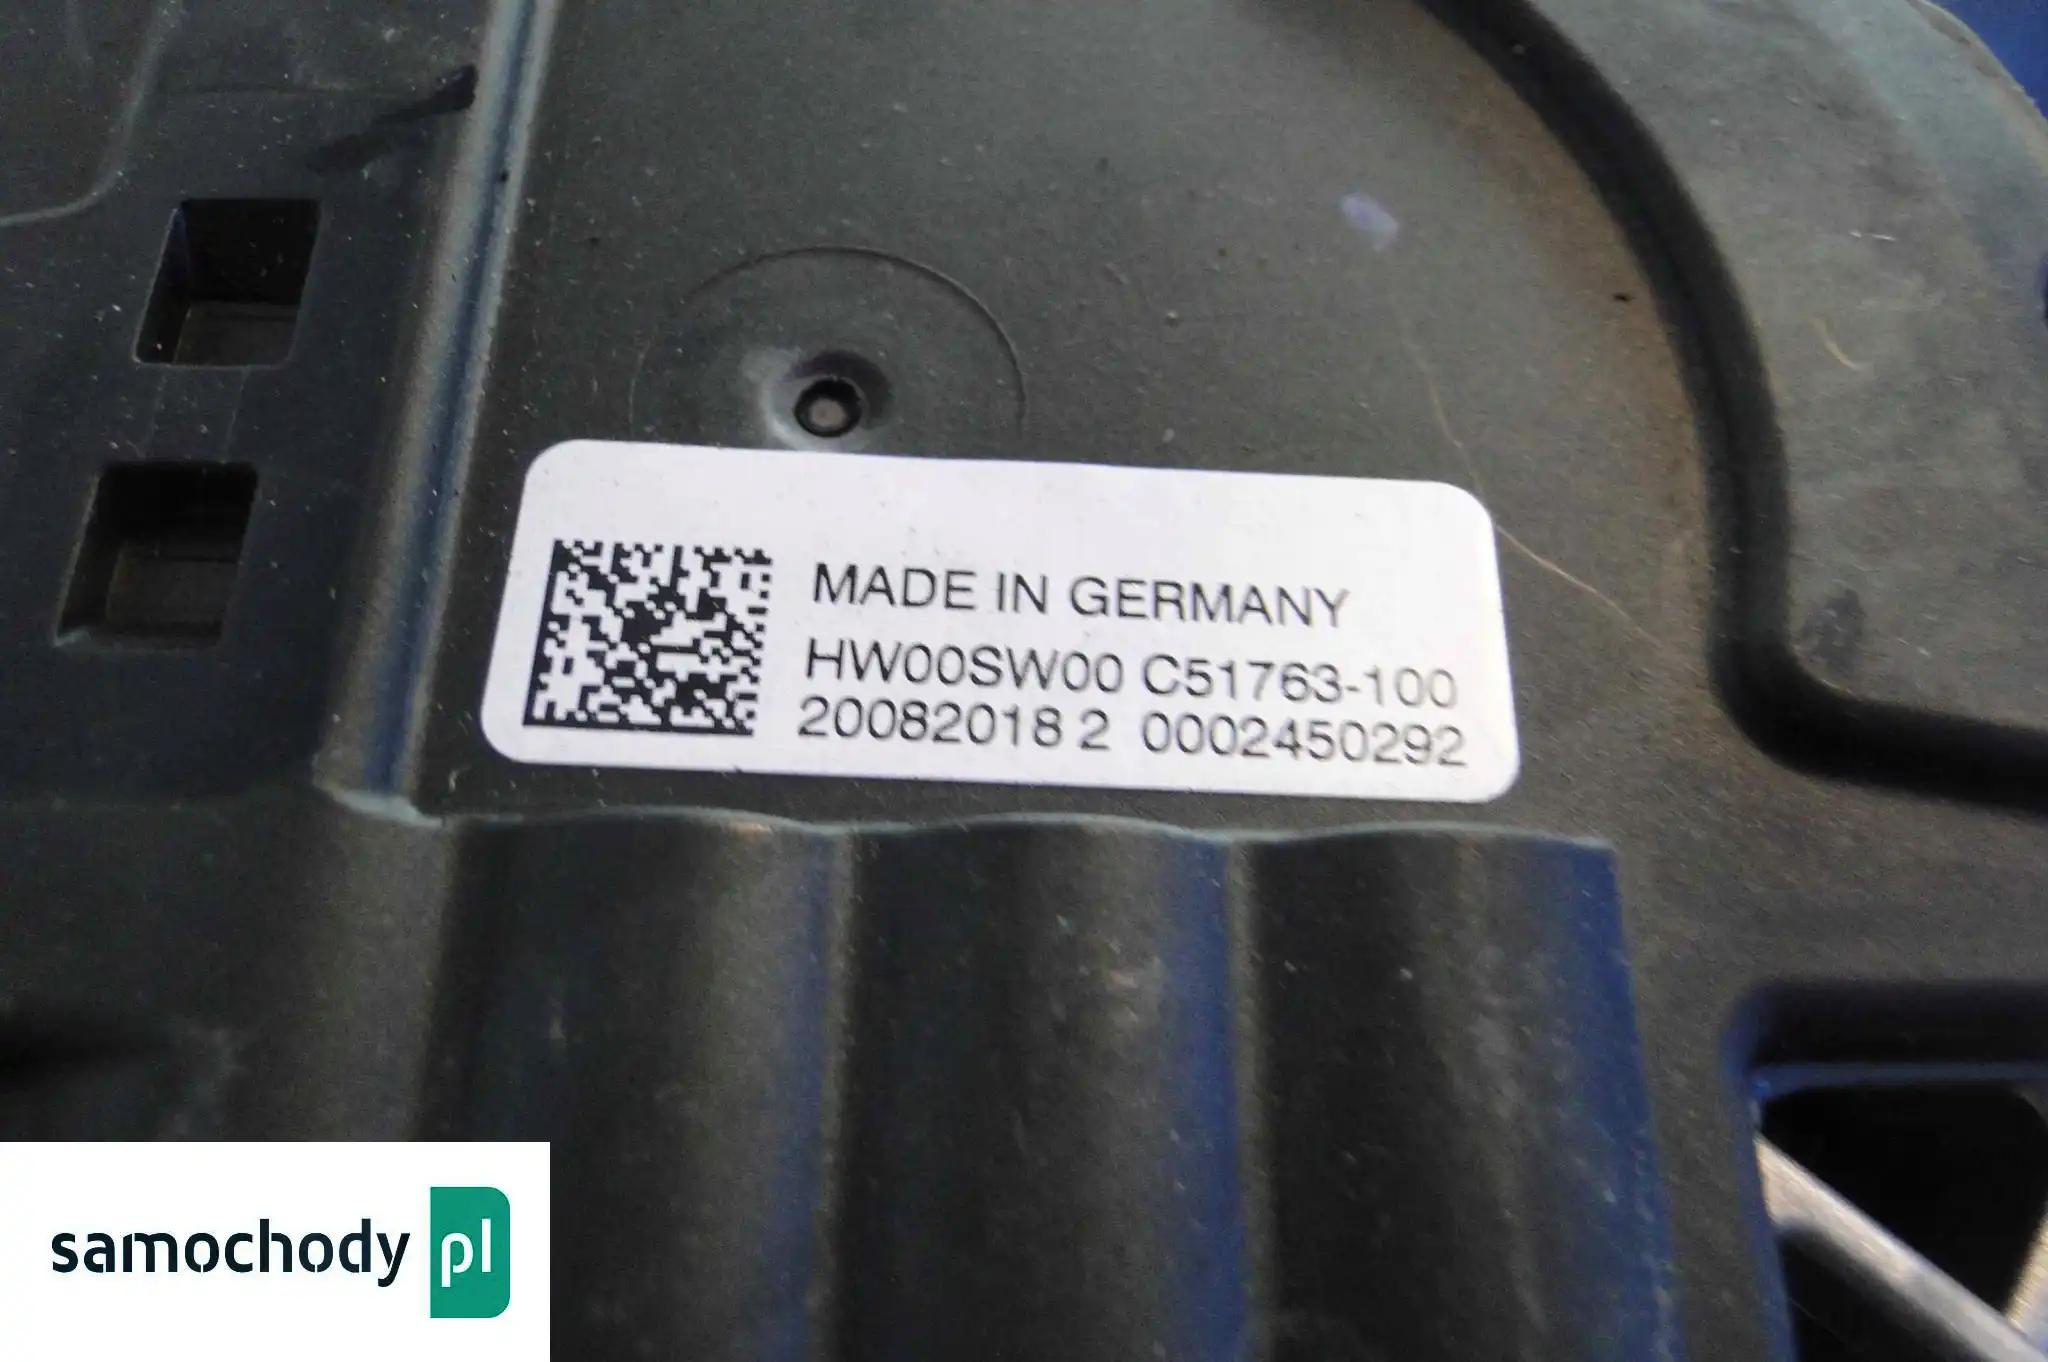 MADE IN GERMANY
HW00SW00 C51763-100
20082018 2 0002450292
samochody pl